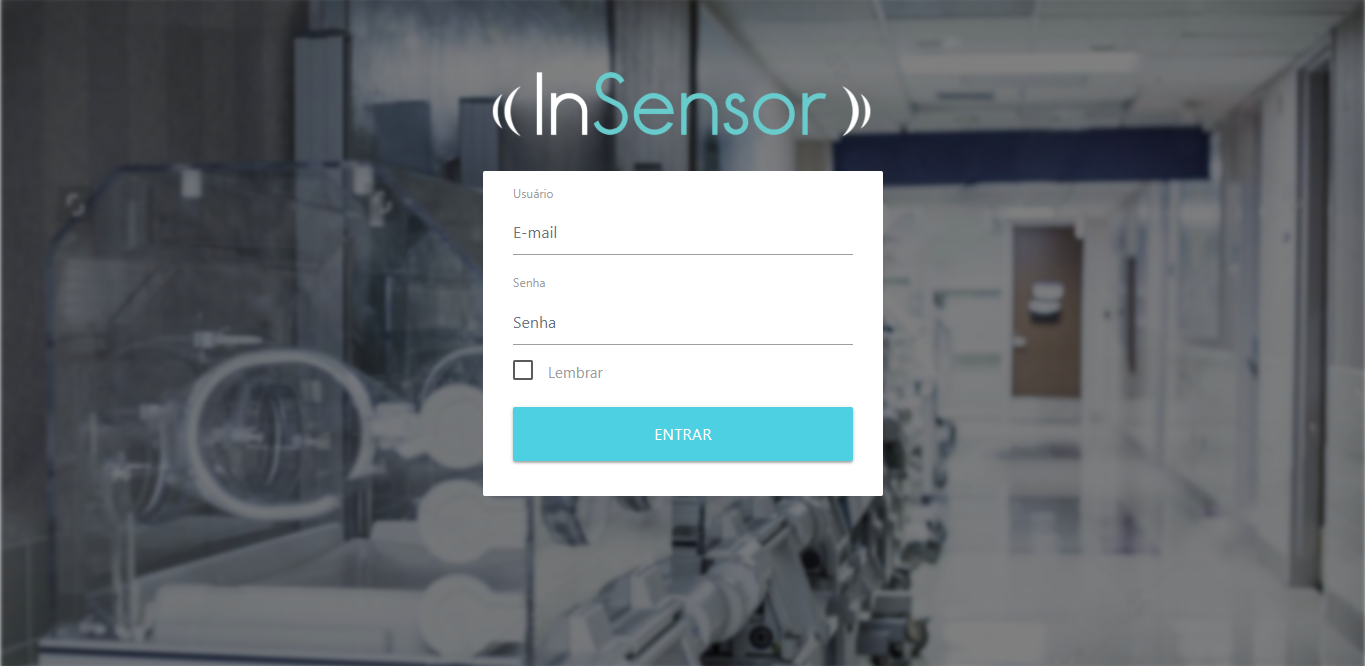 InSensor
Usuário
E-mail
Senha
Senha
Lembrar
ENTRAR